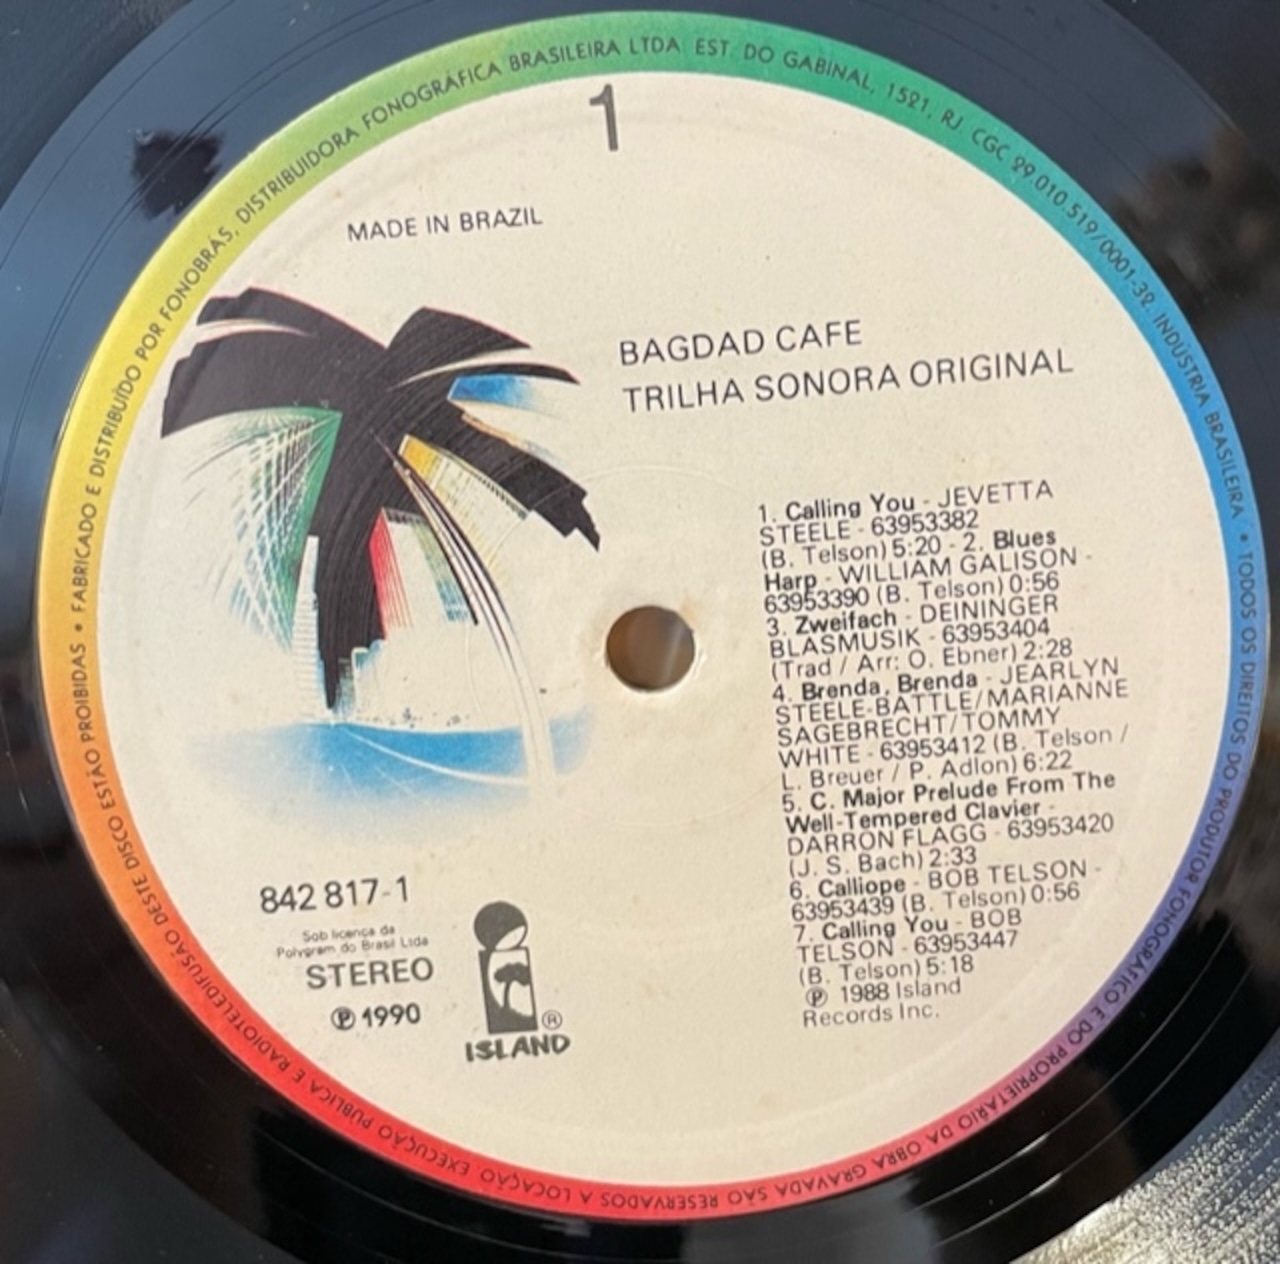 1
MADE IN BRAZIL
BAGDAD CAFE
TRILHA SONORA ORIGINAL
1. Calling You - JEVETTA
STEELE - 63953382
(B. Telson) 5:20 - 2. Blues
Harp - WILLIAM GALISON -
63953390 (B. Telson) 0:56
3. Zweifach - DEININGER
BLASMUSIK - 63953404
(Trad / Arr: O. Ebner) 2:28
4. Brenda, Brenda - JEARLYN
STEELE-BATTLE/MARIANNE
SAGEBRECHT/TOMMY
WHITE - 63953412 (B. Telson /
L. Breuer / P. Adlon) 6:22
5. C. Major Prelude From The
Well-Tempered Clavier -
DARRON FLAGG - 63953420
(J. S. Bach) 2:33
6. Calliope - BOB TELSON -
63953439 (B. Telson) 0:56
7. Calling You - BOB
TELSON - 63953447
(B. Telson) 5:18
℗ 1988 Island
Records Inc.
842 817-1
Sob licença da
Polygram do Brasil Ltda
STEREO
℗ 1990
ISLAND ®
• FABRICADO E DISTRIBUIDO POR FONOBRÁS, DISTRIBUIDORA FONOGRÁFICA BRASILEIRA LTDA EST. DO GABINAL, 1521, RJ. CGC 29.010.519/0001-32. INDÚSTRIA BRASILEIRA • TODOS OS DIREITOS DO PRODUTOR FONOGRÁFICO E DO PROPRIETÁRIO DA OBRA GRAVADA SÃO RESERVADOS A LOCAÇÃO, EXECUÇÃO PÚBLICA E RADIOTELEDIFUSÃO DESTE DISCO ESTÃO PROIBIDAS